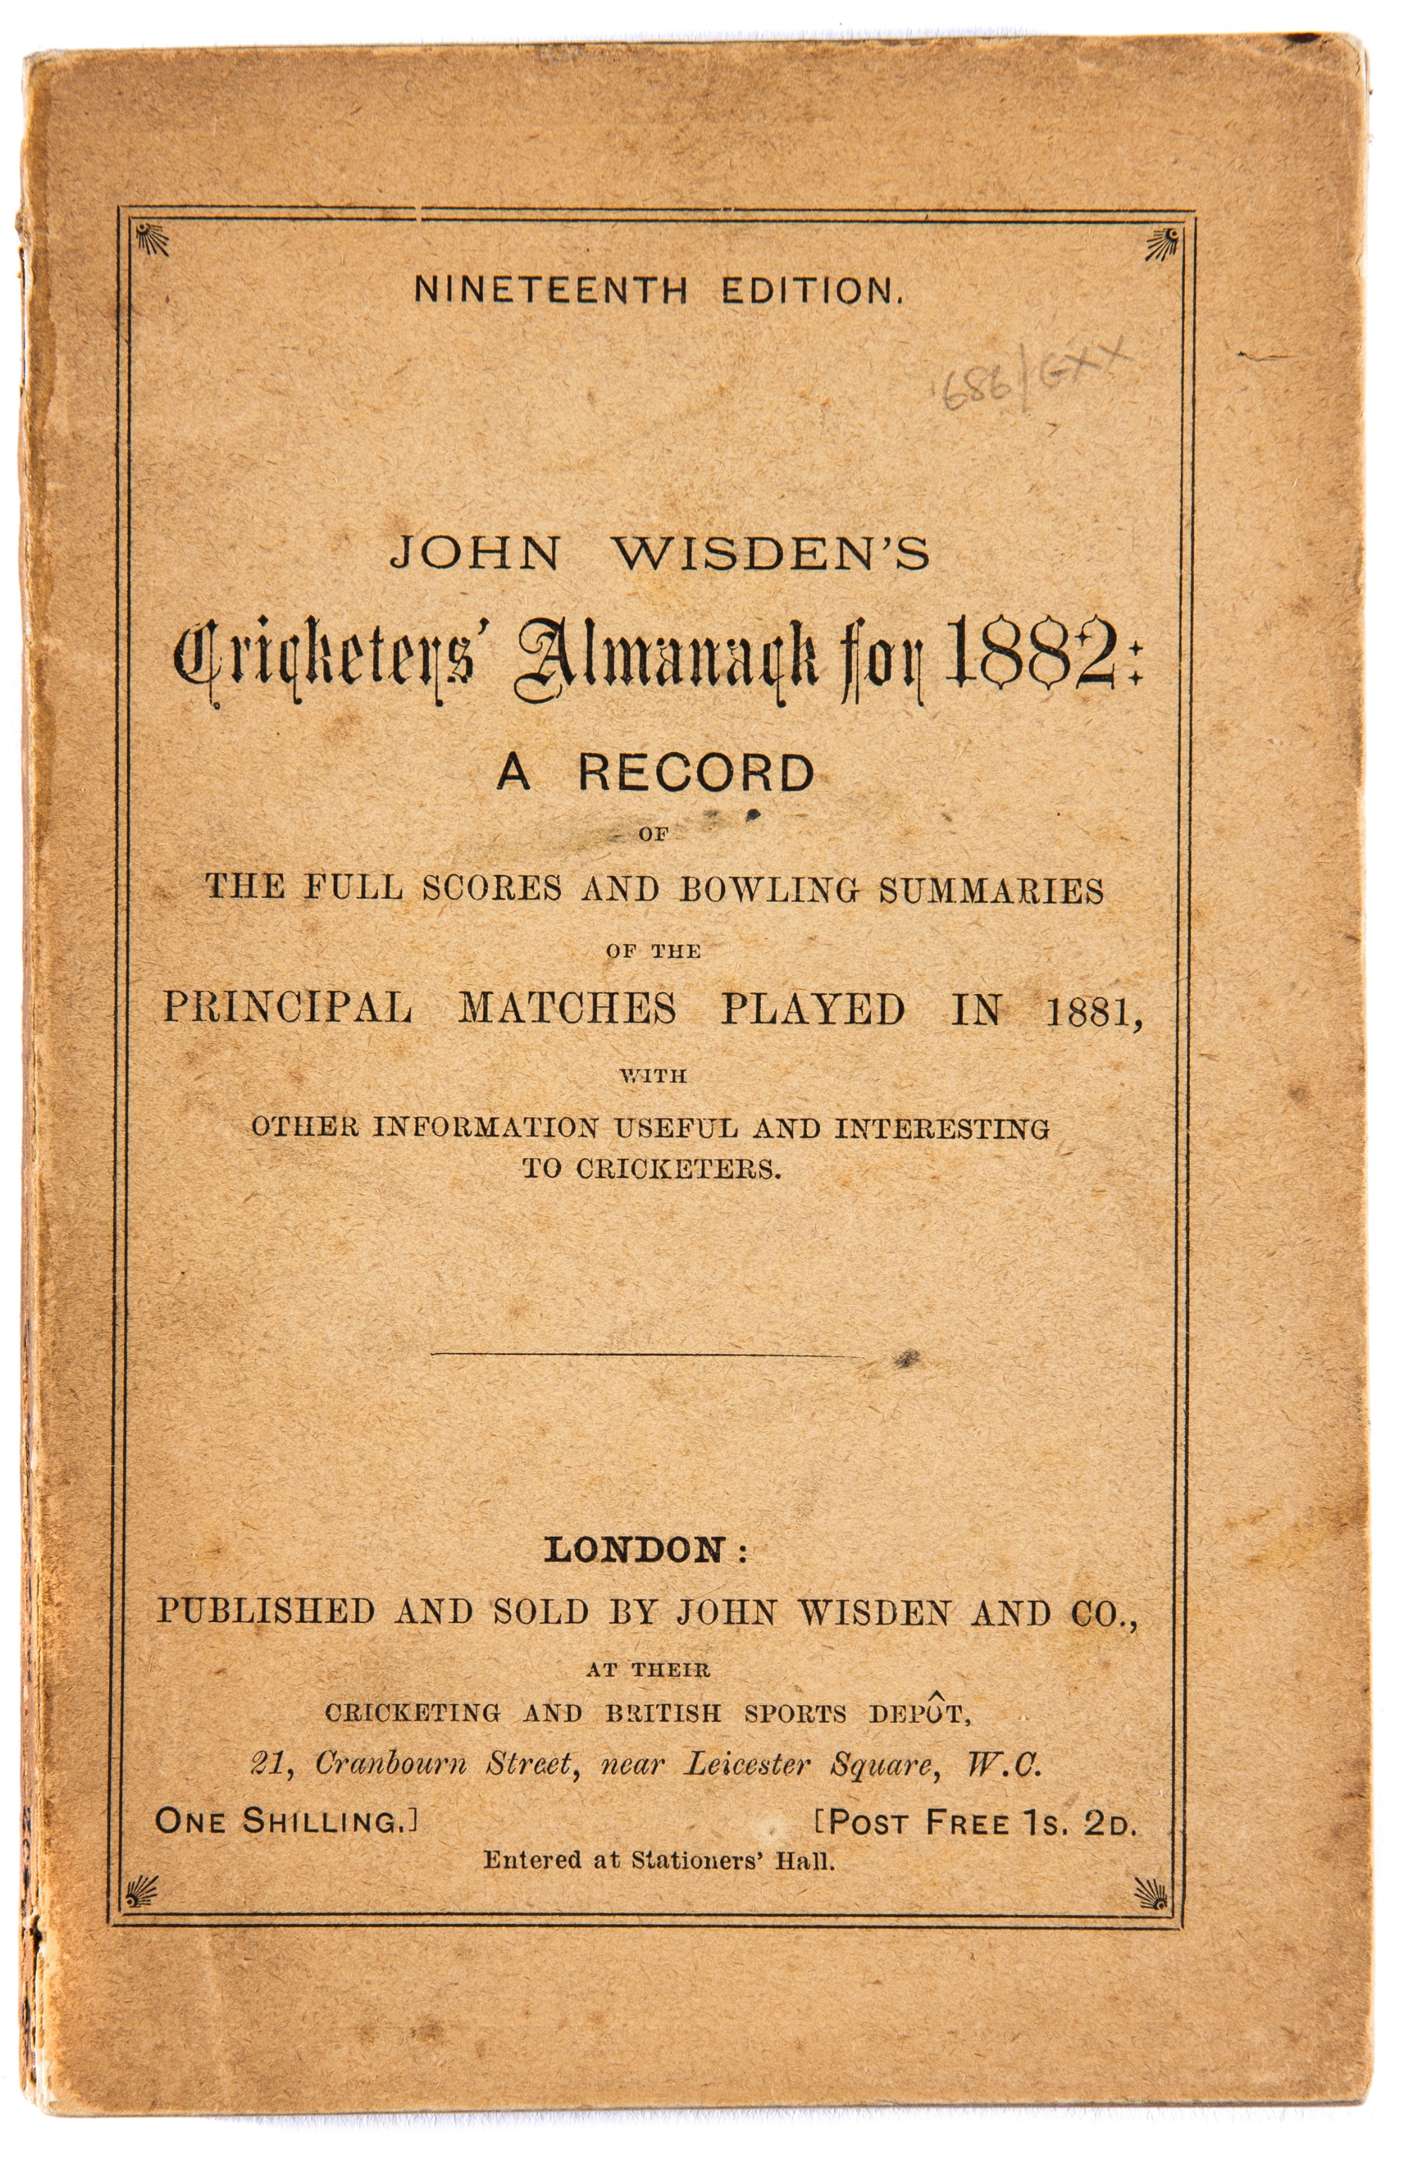 NINETEENTH EDITION.
686/GXX
JOHN WISDEN'S
Cricketers' Almanack for 1882:
A RECORD
OF
THE FULL SCORES AND BOWLING SUMMARIES
OF THE
PRINCIPAL MATCHES PLAYED IN 1881,
WITH
OTHER INFORMATION USEFUL AND INTERESTING
TO CRICKETERS.
LONDON:
PUBLISHED AND SOLD BY JOHN WISDEN AND CO.,
AT THEIR
CRICKETING AND BRITISH SPORTS DEPÔT,
21, Cranbourn Street, near Leicester Square, W.C.
ONE SHILLING.] [POST FREE 1S. 2D.
Entered at Stationers' Hall.